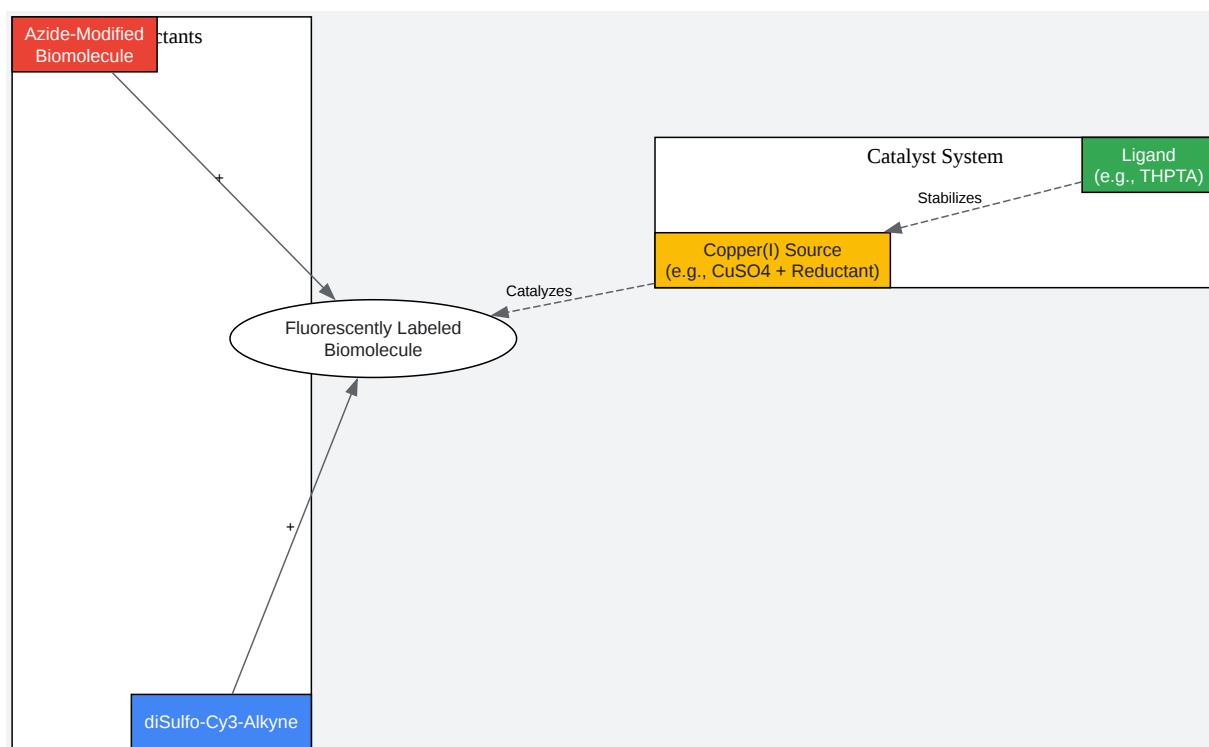 Azide-Modified
Biomolecule
ctants
+
Catalyst System
Ligand
(e.g., THPTA)
Stabilizes
Copper(I) Source
(e.g., CuSO4 + Reductant)
Catalyzes
Fluorescently Labeled
Biomolecule
+
diSulfo-Cy3-Alkyne